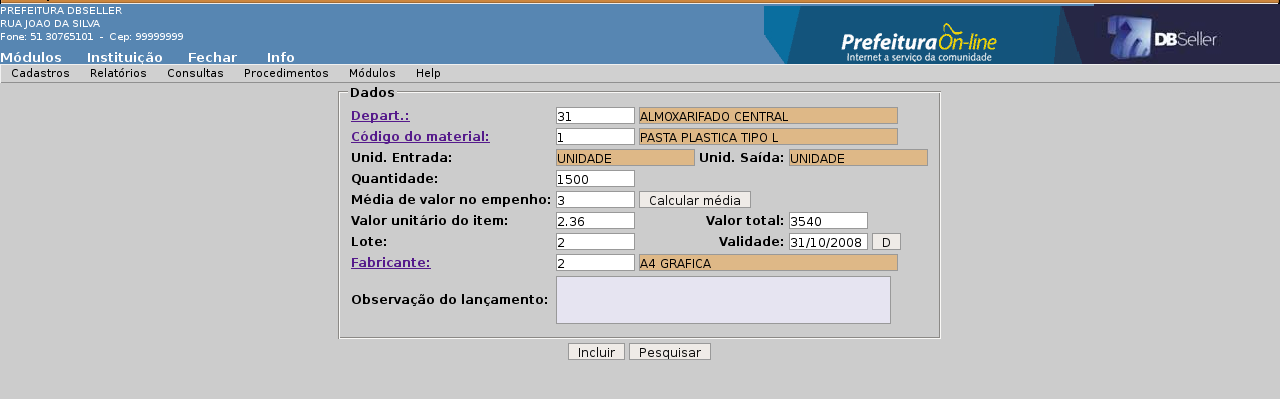 PREFEITURA DBSELLER
RUA JOAO DA SILVA
Fone: 51 30765101 - Cep: 99999999
Prefeitura On-line
Internet a serviço da comunidade
DBSeller
Módulos Instituição Fechar Info
Cadastros Relatórios Consultas Procedimentos Módulos Help
Dados
Depart.: 31 ALMOXARIFADO CENTRAL
Código do material: 1 PASTA PLASTICA TIPO L
Unid. Entrada: UNIDADE Unid. Saída: UNIDADE
Quantidade: 1500
Média de valor no empenho: 3 Calcular média
Valor unitário do item: 2.36 Valor total: 3540
Lote: 2 Validade: 31/10/2008 D
Fabricante: 2 A4 GRAFICA
Observação do lançamento:
Incluir Pesquisar